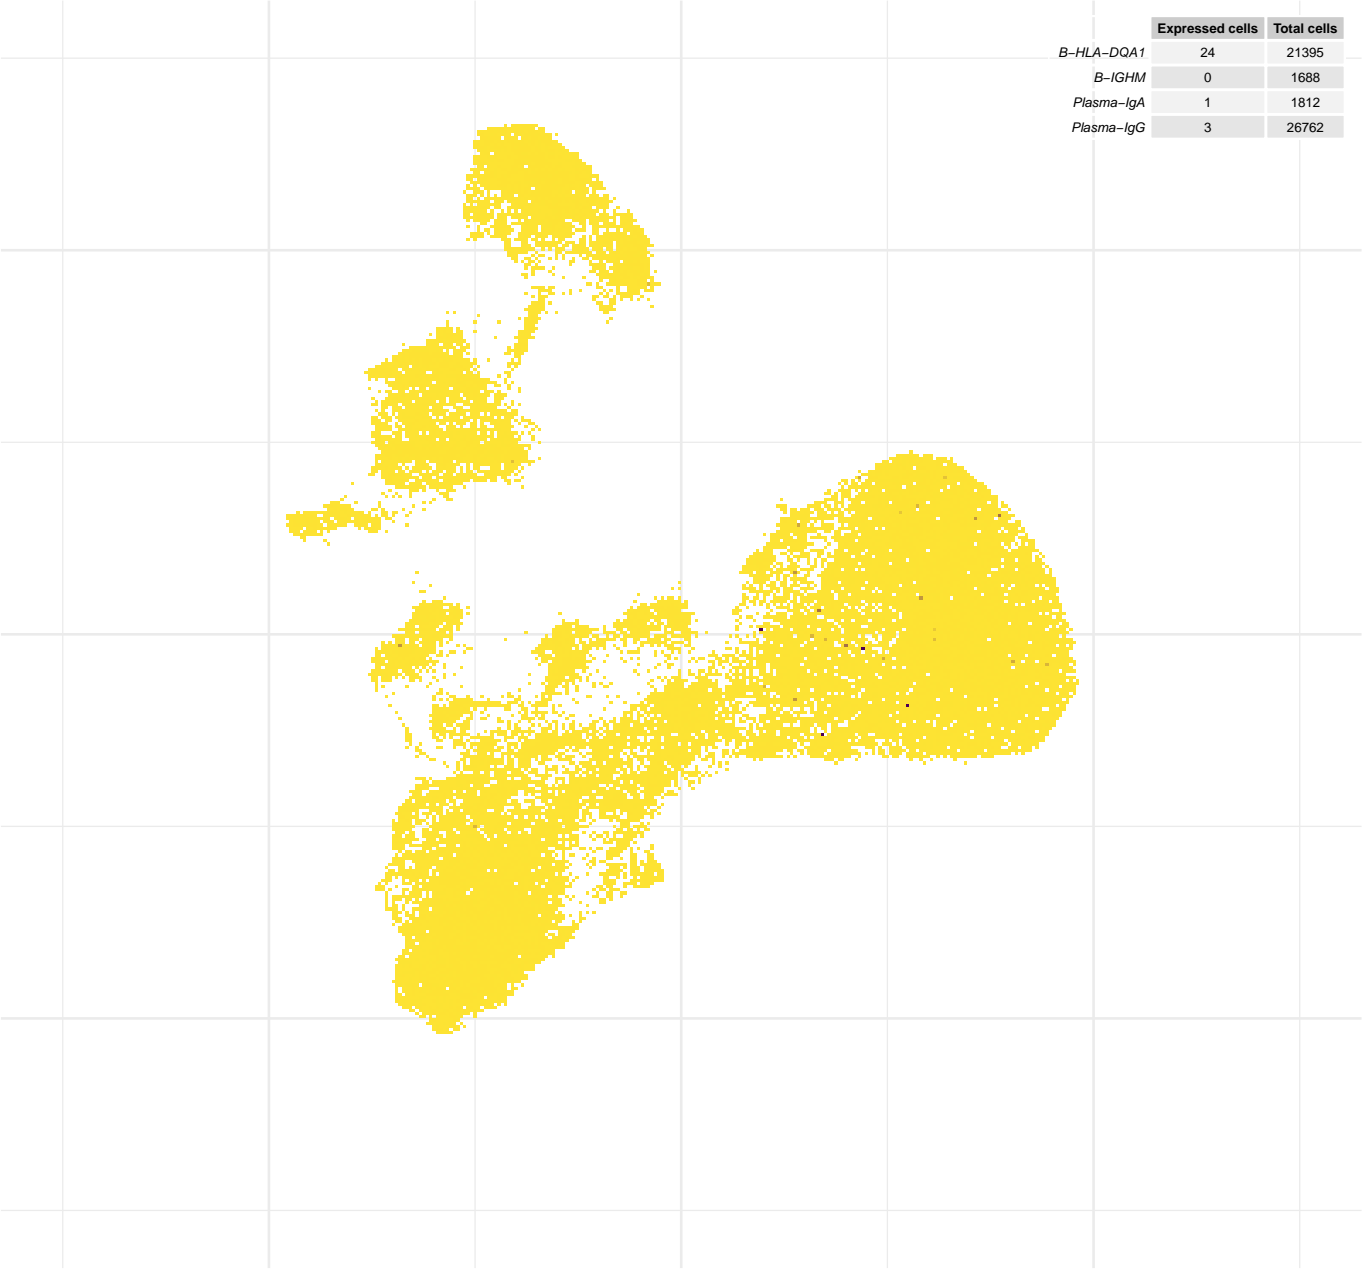 Expressed cells Total cells
B−HLA−DQA1 24 21395
B−IGHM 0 1688
Plasma−IgA 1 1812
Plasma−IgG 3 26762